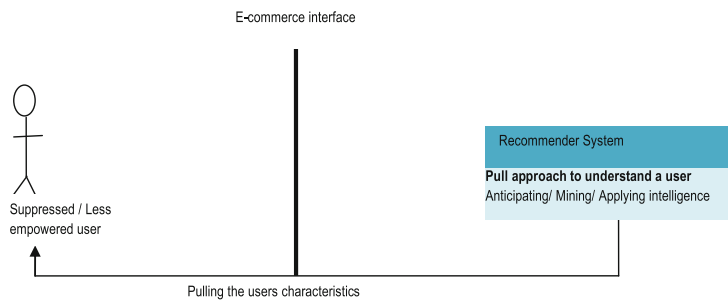 E-commerce interface
Recommender System
Pull approach to understand a user
Anticipating/ Mining/ Applying intelligence
Suppressed / Less
empowered user
Pulling the users characteristics